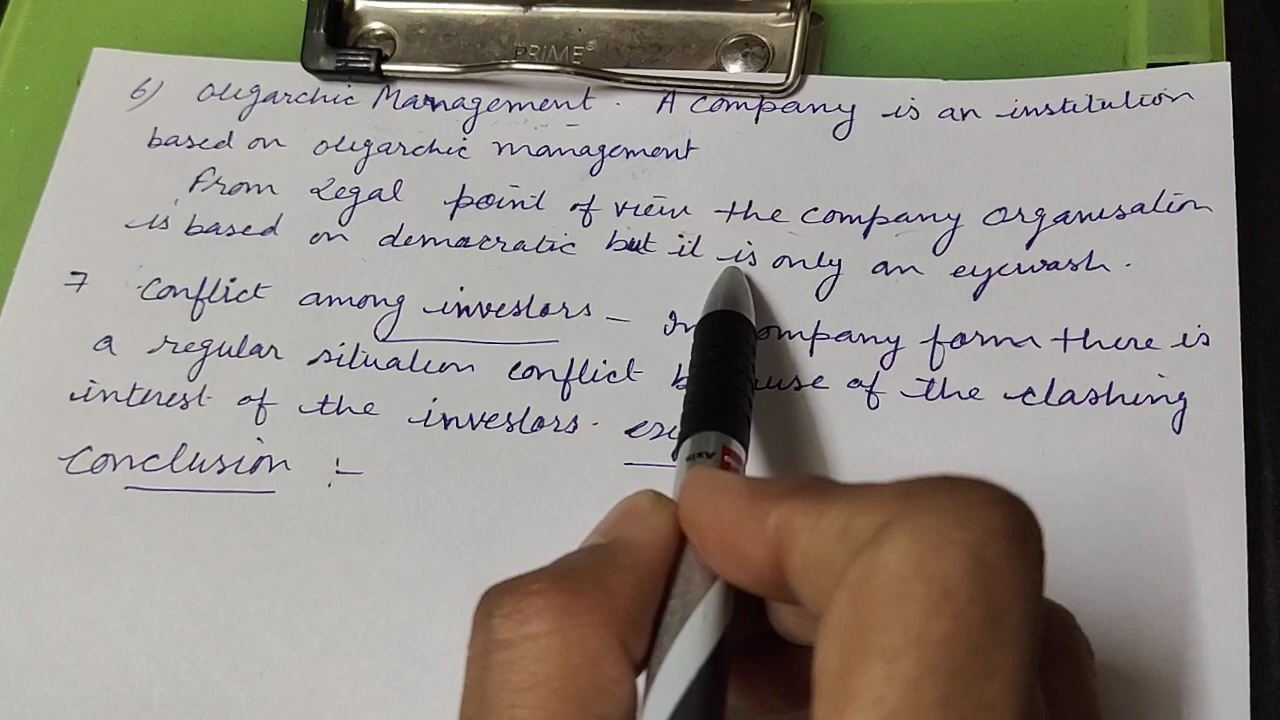 PRIME®
6) Oligarchic Management. A company is an institution
based on oligarchic management
From Legal point of view the company organisation
is based on democratic but it is only an eyewash.
7 Conflict among investors – In company form there is
a regular situation conflict because of the clashing
interest of the investors.
Conclusion :-